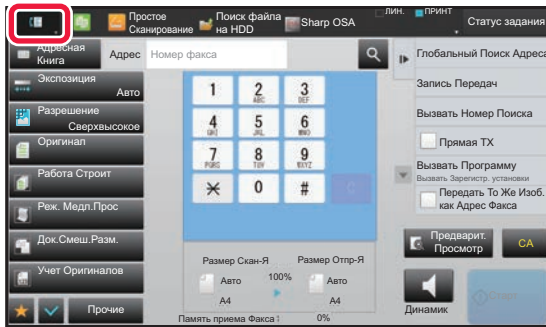 ЛИН.
ПРИНТ
Простое
Сканирование
Поиск файла
на HDD
Sharp OSA
Статус задания
Адресная
Книга
Адрес
Номер факса
Глобальный Поиск Адреса
Экспозиция
Авто
Запись Передач
Разрешение
Сверхвысокое
Вызвать Номер Поиска
Оригинал
Прямая TX
Работа Строит
Вызвать Программу
Вызвать Зарегистр. установки
Реж. Медл.Прос
Передать То Же Изоб.
как Адрес Факса
Док.Смеш.Разм.
Предварит.
Просмотр
CA
Учет Оригиналов
Прочие
1
2
ABC
3
DEF
4
GHI
5
JKL
6
MNO
7
PQRS
8
TUV
9
WXYZ
0
#
C
Размер Скан-Я
Размер Отпр-Я
Авто
100%
Авто
A4
A4
Память приема Факса:
0%
Динамик
Старт